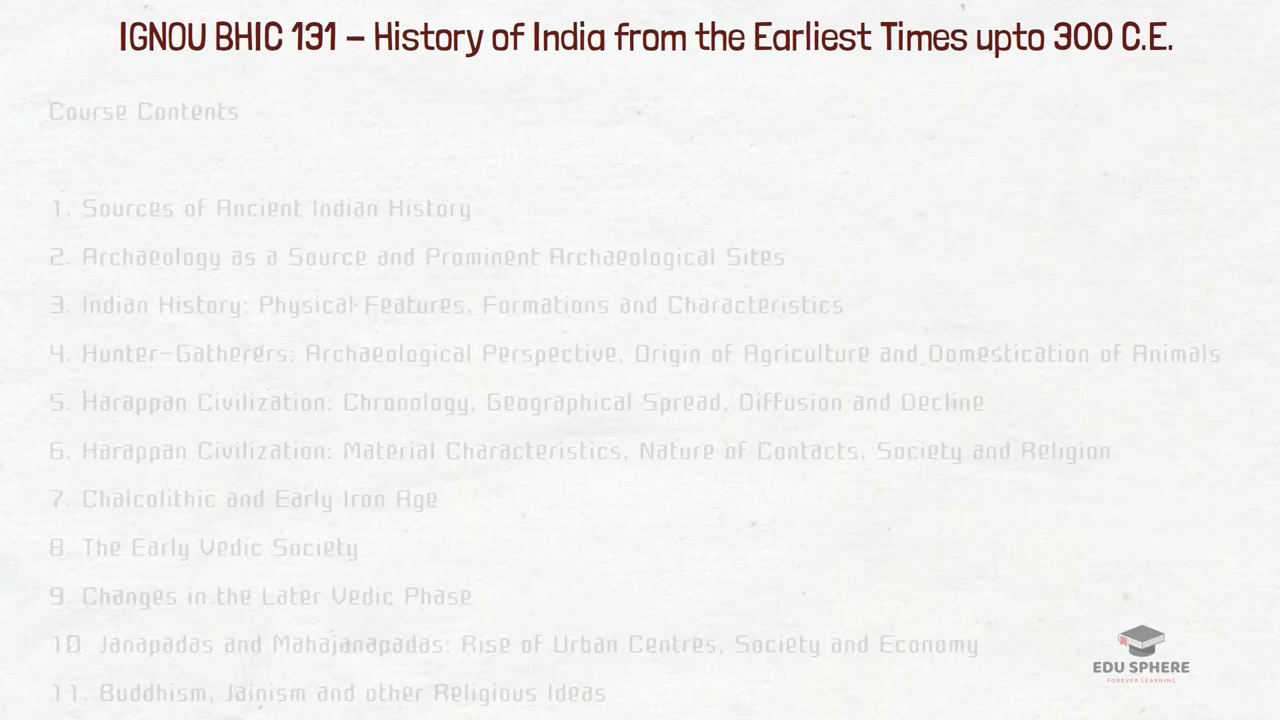 IGNOU BHIC 131 – History of India from the Earliest Times upto 300 C.E.
Course Contents
1. Sources of Ancient Indian History
2. Archaeology as a Source and Prominent Archaeological Sites
3. Indian History: Physical Features, Formations and Characteristics
4. Hunter-Gatherers: Archaeological Perspective, Origin of Agriculture and Domestication of Animals
5. Harappan Civilization: Chronology, Geographical Spread, Diffusion and Decline
6. Harappan Civilization: Material Characteristics, Nature of Contacts, Society and Religion
7. Chalcolithic and Early Iron Age
8. The Early Vedic Society
9. Changes in the Later Vedic Phase
10. Janapadas and Mahajanapadas: Rise of Urban Centres, Society and Economy
11. Buddhism, Jainism and other Religious Ideas
EDU SPHERE
FOREVER LEARNING